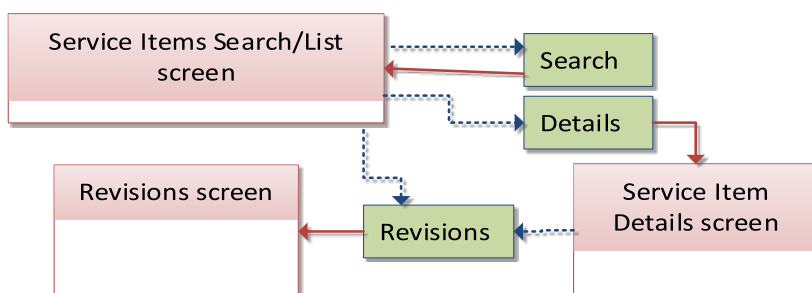 Service Items Search/List
screen
Search
Details
Revisions screen
Service Item
Details screen
Revisions